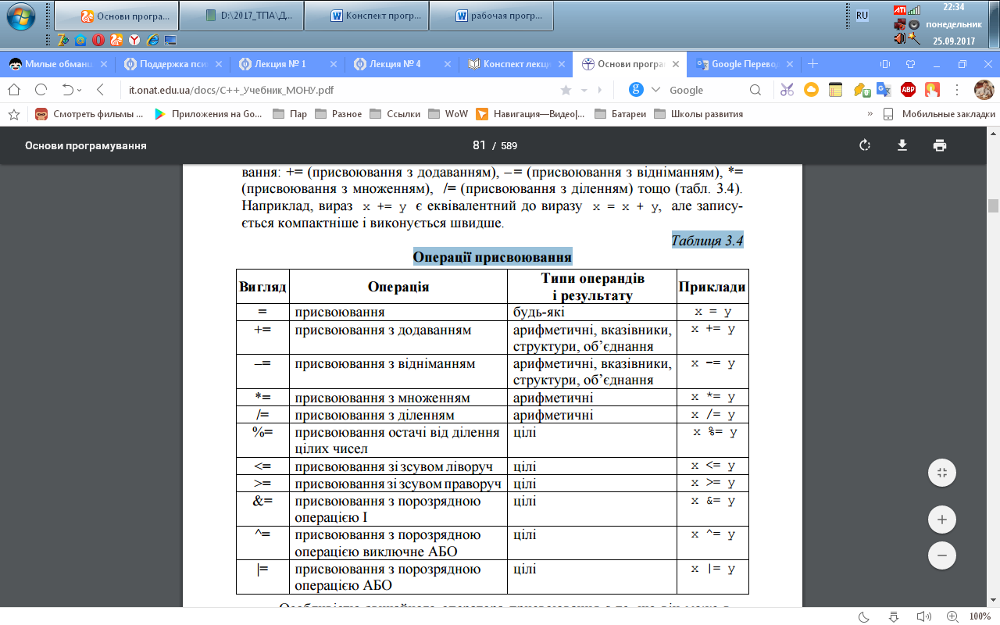 Основи програ...
D:\2017_ТПА\Д...
Конспект прогр...
рабочая прогр...
RU
22:34
понедельник
25.09.2017
Милые обманщ
Поддержка пси
Лекция № 1
Лекция № 4
Конспект лекци
Основи програм
Google Перевод
it.onat.edu.ua/docs/C++_Учебник_МОНУ.pdf
Google
ABP
Смотреть фильмы ...
Приложения на Go...
Пар
Разное
Ссылки
WoW
Навигация—Видео|...
Батареи
Школы развития
»
Мобильные закладки
Основи програмування
81 / 589
вання: += (присвоювання з додаванням), –= (присвоювання з відніманням), *=
(присвоювання з множенням), /= (присвоювання з діленням) тощо (табл. 3.4).
Наприклад, вираз x += y є еквівалентний до виразу x = x + y, але запису-
ється компактніше і виконується швидше.
Таблиця 3.4
Операції присвоювання
Вигляд
Операція
Типи операндів
і результату
Приклади
=
присвоювання
будь-які
x = y
+=
присвоювання з додаванням
арифметичні, вказівники,
структури, об’єднання
x += y
–=
присвоювання з відніманням
арифметичні, вказівники,
структури, об’єднання
x –= y
*=
присвоювання з множенням
арифметичні
x *= y
/=
присвоювання з діленням
арифметичні
x /= y
%=
присвоювання остачі від ділення
цілих чисел
цілі
x %= y
<=
присвоювання зі зсувом ліворуч
цілі
x <= y
>=
присвоювання зі зсувом праворуч
цілі
x >= y
&=
присвоювання з порозрядною
операцією І
цілі
x &= y
^=
присвоювання з порозрядною
операцією виключне АБО
цілі
x ^= y
|=
присвоювання з порозрядною
операцією АБО
цілі
x |= y
100%